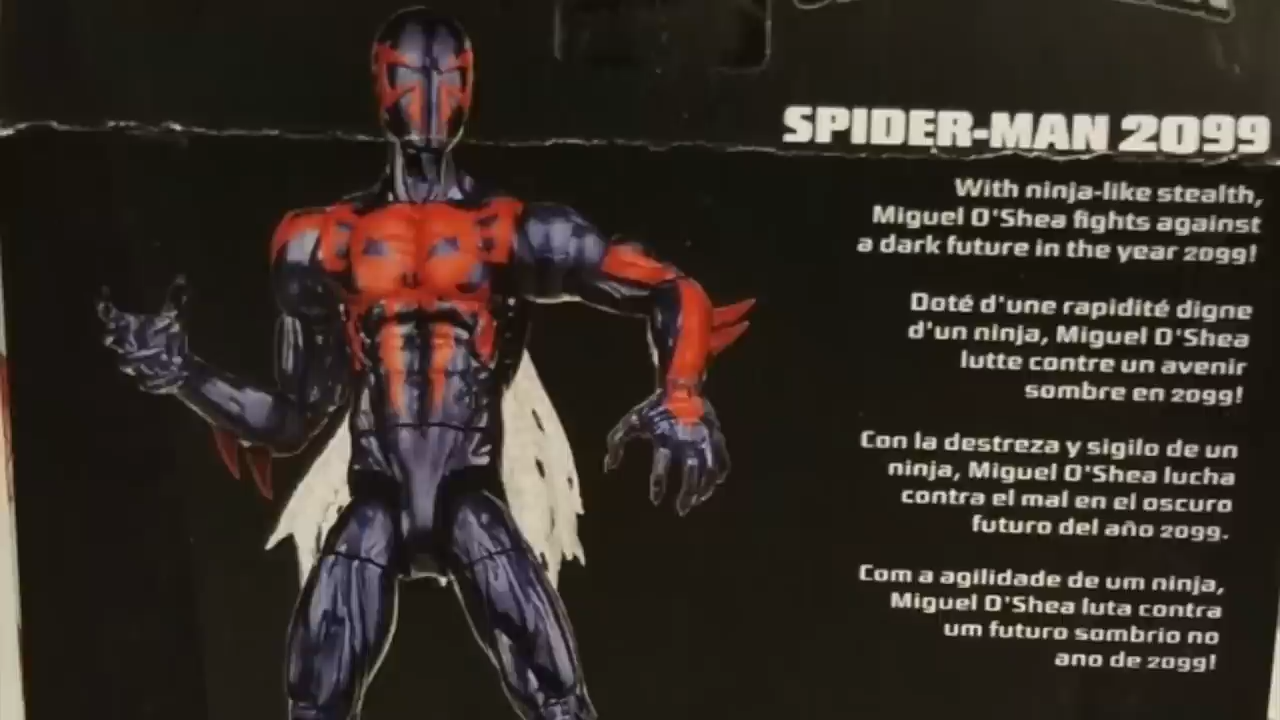 SPIDER-MAN 2099
With ninja-like stealth,
Miguel O'Shea fights against
a dark future in the year 2099!
Doté d'une rapidité digne
d'un ninja, Miguel O'Shea
lutte contre un avenir
sombre en 2099!
Con la destreza y sigilo de un
ninja, Miguel O'Shea lucha
contra el mal en el oscuro
futuro del año 2099.
Com a agilidade de um ninja,
Miguel O'Shea luta contra
um futuro sombrio no
ano de 2099!